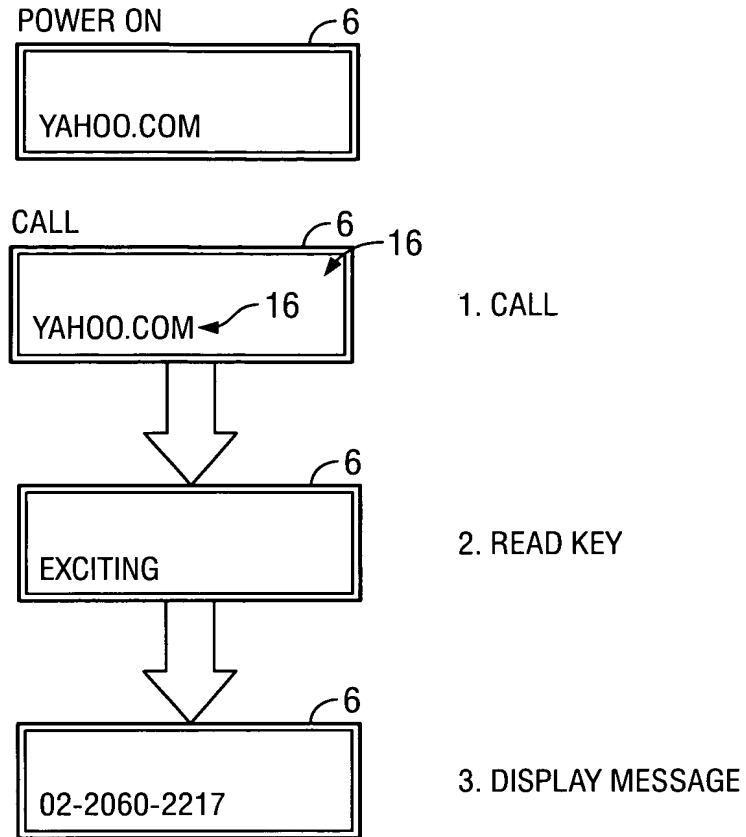 POWER ON
6
YAHOO.COM
CALL
6
16
YAHOO.COM 16
1. CALL
6
EXCITING
2. READ KEY
6
02-2060-2217
3. DISPLAY MESSAGE